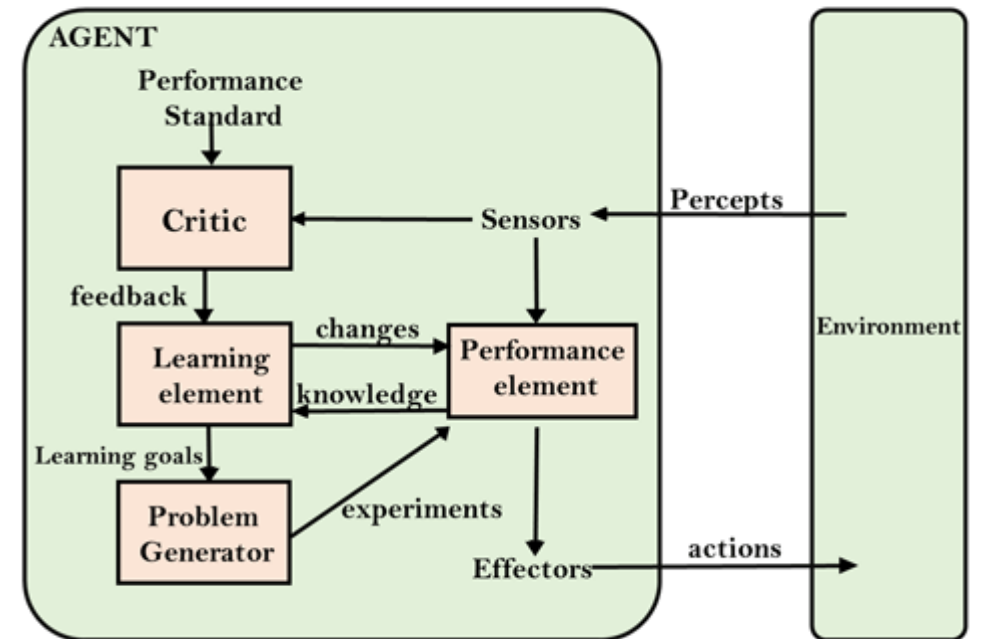 AGENT
Performance
Standard
Critic
Sensors
Percepts
feedback
changes
Environment
Learning
element
Performance
element
knowledge
Learning goals
experiments
Problem
Generator
actions
Effectors